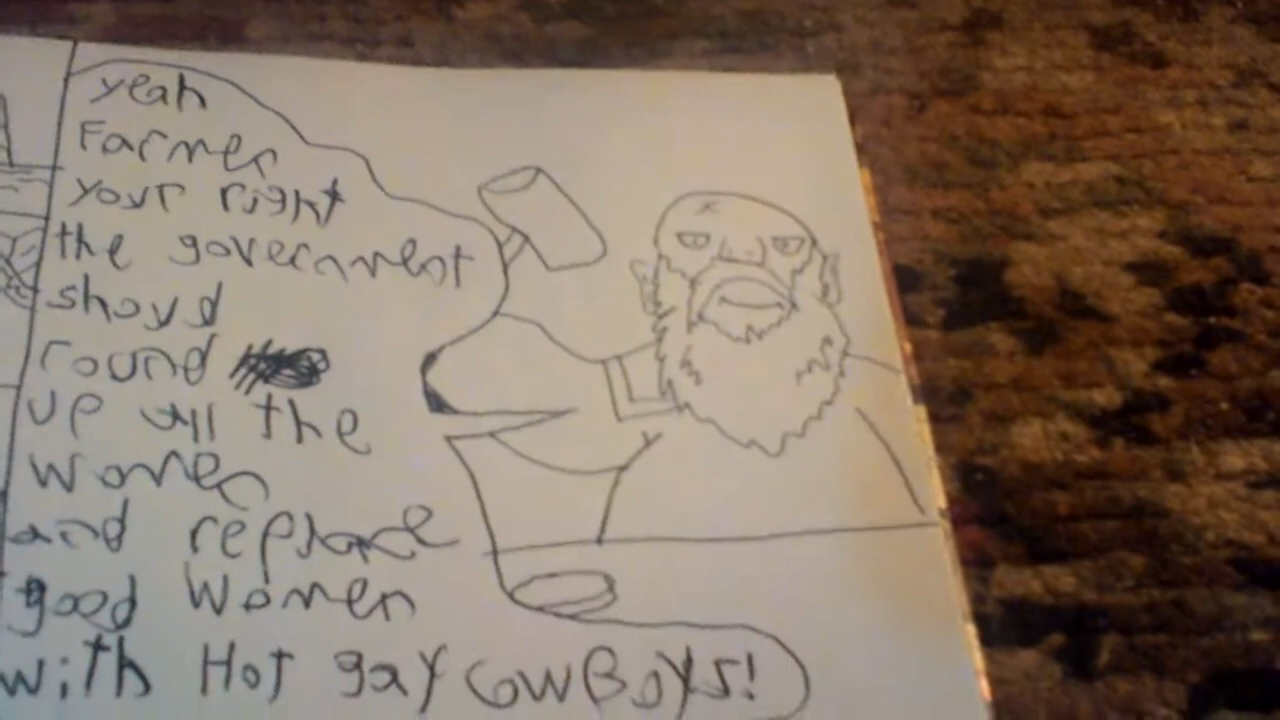 yeah
Farmer
your right
the government
shoyd
round
up all the
women
and replace
good Women
with Hot gay COWBOYS!